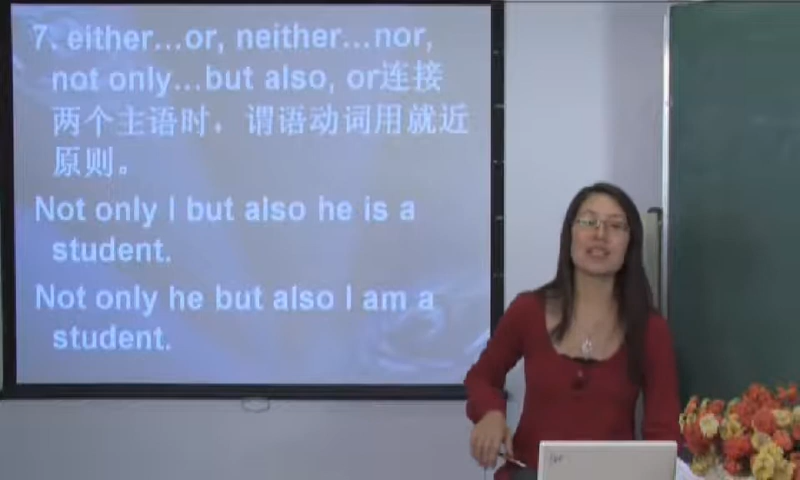 7. either...or, neither...nor,
not only...but also, or连接
两个主语时，谓语动词用就近
原则。
Not only I but also he is a
student.
Not only he but also I am a
student.